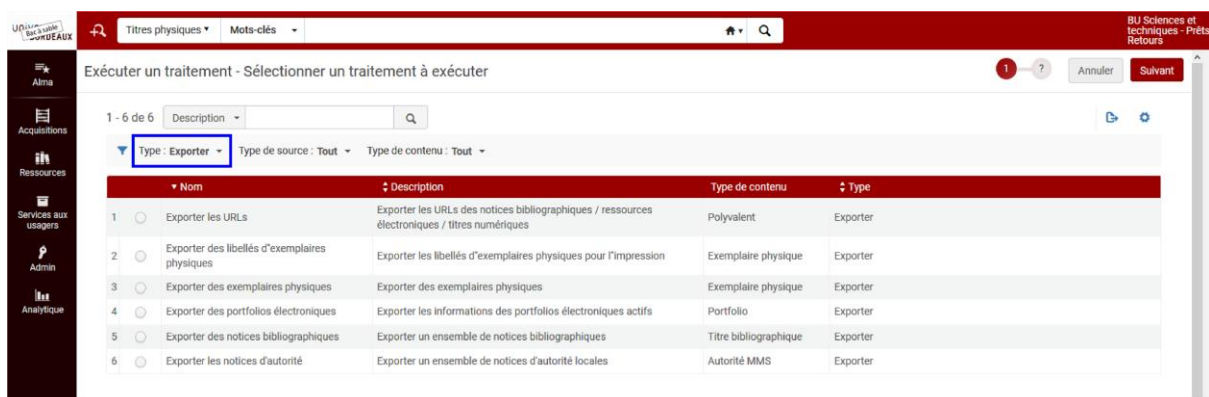 BU Sciences et
techniques - Prêts
Retours
Bac à sable
BORDEAUX
Titres physiques
Mots-clés
Alma
Acquisitions
Ressources
Services aux
usagers
Admin
Analytique
Exécuter un traitement - Sélectionner un traitement à exécuter
1
?
Annuler
Suivant
1 - 6 de 6 Description
Type : Exporter Type de source : Tout Type de contenu : Tout
Nom Description Type de contenu Type
1 Exporter les URLs Exporter les URLs des notices bibliographiques / ressources
électroniques / titres numériques Polyvalent Exporter
2 Exporter des libellés d"exemplaires
physiques Exporter les libellés d"exemplaires physiques pour l"impression Exemplaire physique Exporter
3 Exporter des exemplaires physiques Exporter des exemplaires physiques Exemplaire physique Exporter
4 Exporter des portfolios électroniques Exporter les informations des portfolios électroniques actifs Portfolio Exporter
5 Exporter des notices bibliographiques Exporter un ensemble de notices bibliographiques Titre bibliographique Exporter
6 Exporter les notices d'autorité Exporter un ensemble de notices d'autorité locales Autorité MMS Exporter